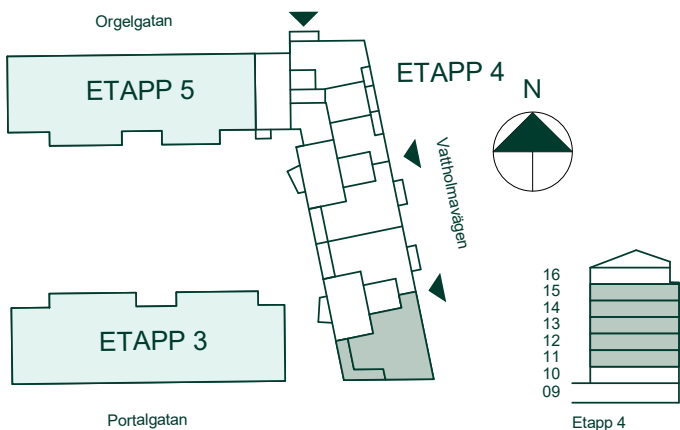 Orgelgatan
ETAPP 5
ETAPP 4
N
Vattholmavägen
ETAPP 3
Portalgatan
16
15
14
13
12
11
10
09
Etapp 4